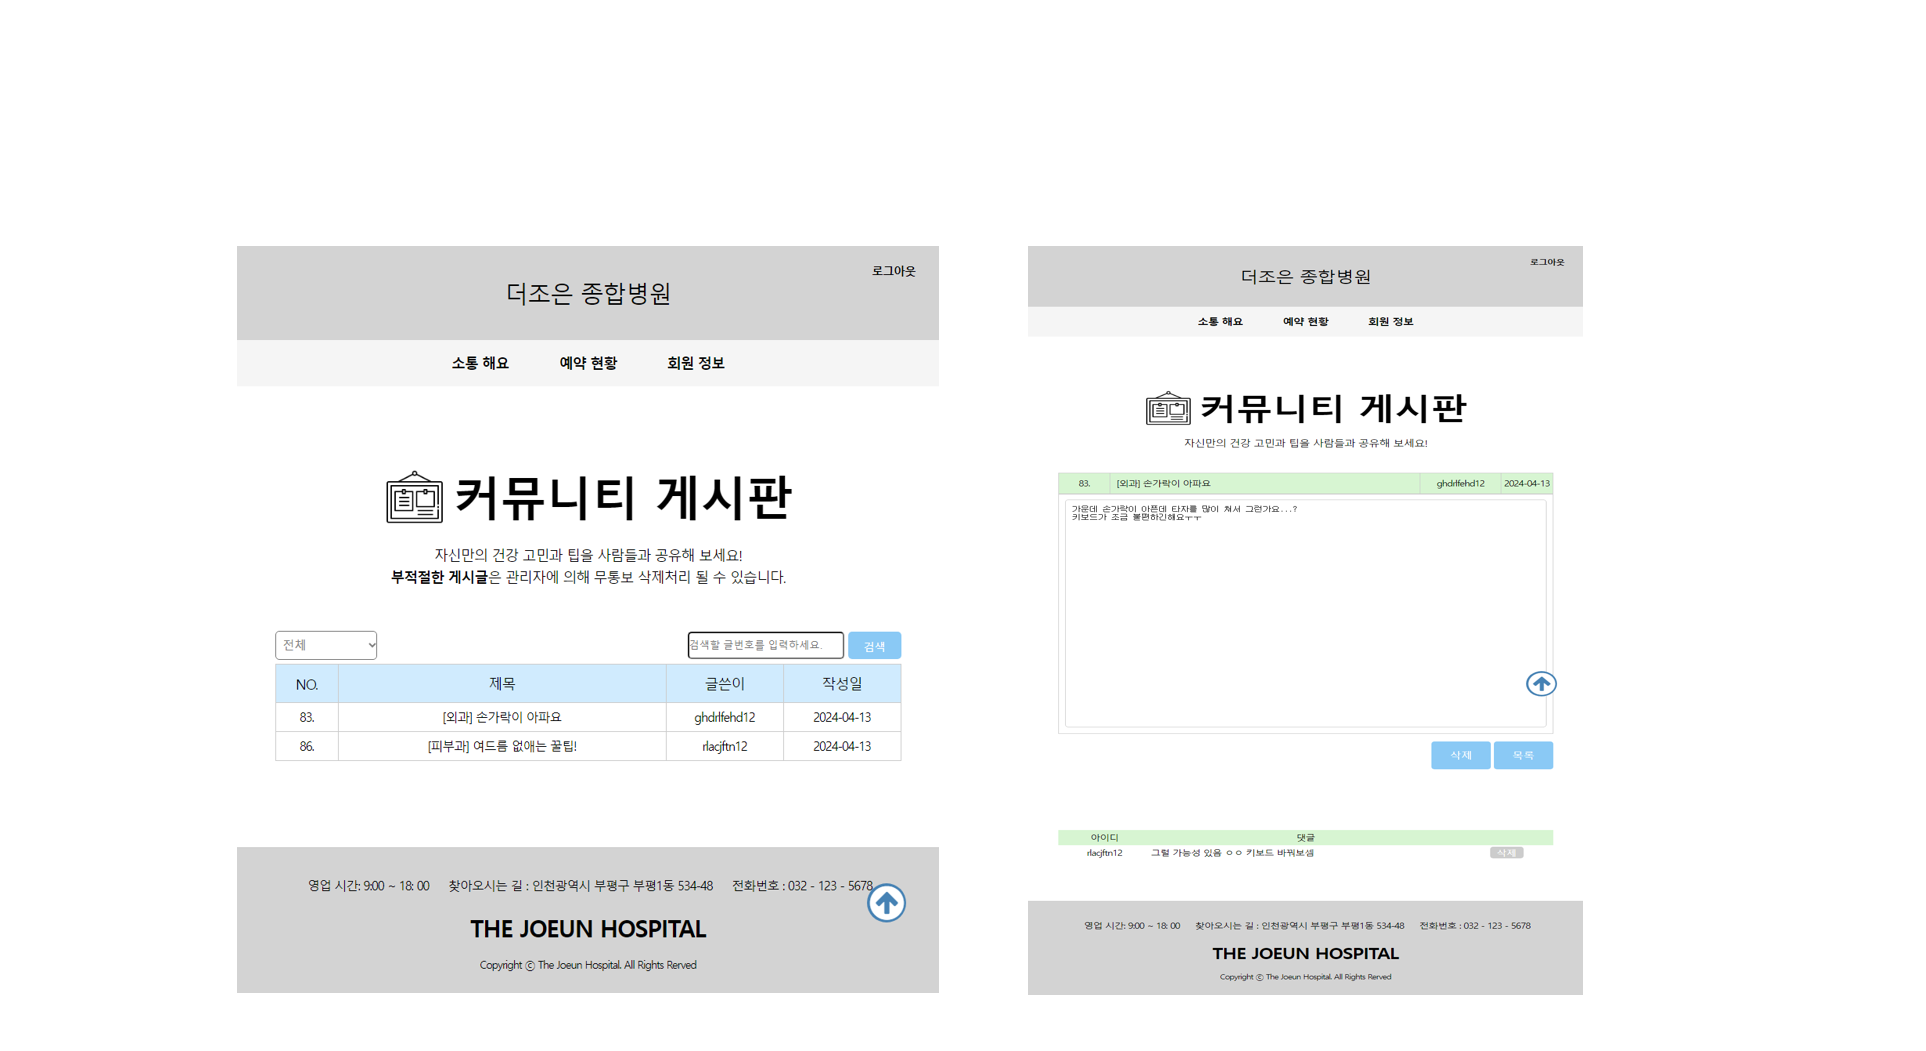 로그아웃
더조은 종합병원
소통 해요 예약 현황 회원 정보
커뮤니티 게시판
자신만의 건강 고민과 팁을 사람들과 공유해 보세요!
부적절한 게시글은 관리자에 의해 무통보 삭제처리 될 수 있습니다.
전체 검색할 글번호를 입력하세요. 검색
NO. 제목 글쓴이 작성일
83. [외과] 손가락이 아파요 ghdrlfehd12 2024-04-13
86. [피부과] 여드름 없애는 꿀팁! rlacjftn12 2024-04-13
영업 시간: 9:00 ~ 18: 00 찾아오시는 길 : 인천광역시 부평구 부평1동 534-48 전화번호 : 032 - 123 - 5678
THE JOEUN HOSPITAL
Copyright ⓒ The Joeun Hospital. All Rights Rerved
로그아웃
더조은 종합병원
소통 해요 예약 현황 회원 정보
커뮤니티 게시판
자신만의 건강 고민과 팁을 사람들과 공유해 보세요!
83. [외과] 손가락이 아파요 ghdrlfehd12 2024-04-13
가운데 손가락이 아픈데 타자를 많이 쳐서 그런가요...?
키보드가 조금 불편하긴해요ㅜㅜ
삭제 목록
아이디 댓글
rlacjftn12 그럴 가능성 있음 ㅇㅇ 키보드 바꿔보셈 삭제
영업 시간: 9:00 ~ 18: 00 찾아오시는 길 : 인천광역시 부평구 부평1동 534-48 전화번호 : 032 - 123 - 5678
THE JOEUN HOSPITAL
Copyright ⓒ The Joeun Hospital. All Rights Rerved